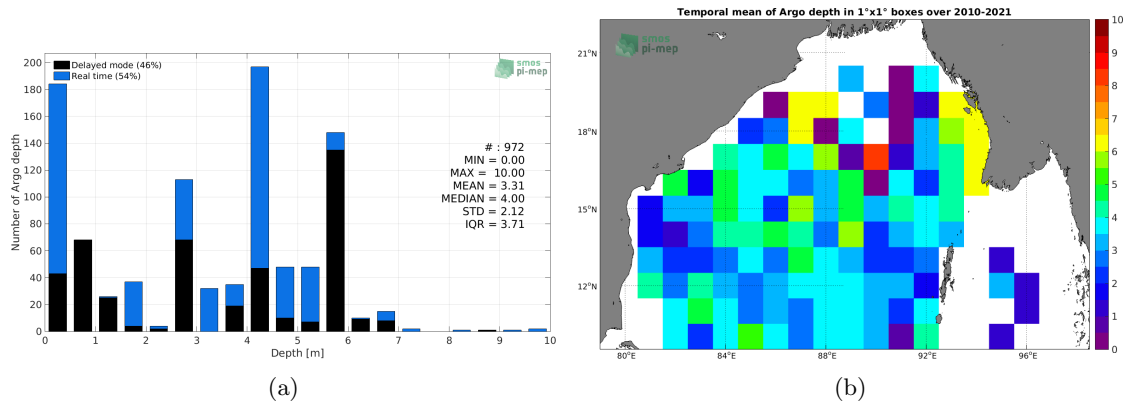 Delayed mode (46%)
Real time (54%)
smos
pi-mep
Number of Argo depth
200
180
160
140
120
100
80
60
40
20
0
# : 972
MIN = 0.00
MAX = 10.00
MEAN = 3.31
MEDIAN = 4.00
STD = 2.12
IQR = 3.71
0 1 2 3 4 5 6 7 8 9 10
Depth [m]
(a)
Temporal mean of Argo depth in 1°x1° boxes over 2010-2021
smos
pi-mep
21°N
18°N
15°N
12°N
80°E 84°E 88°E 92°E 96°E
10
9
8
7
6
5
4
3
2
1
0
(b)